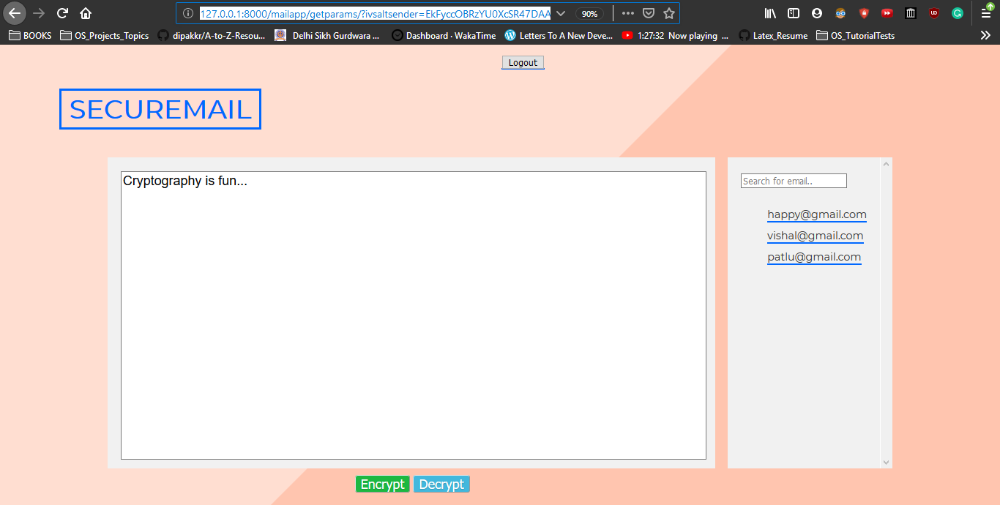 127.0.0.1:8000/mailapp/getparams/?ivsaltsender=EkFyccOBRzYU0XcSR47DAA 90%
BOOKS OS_Projects_Topics dipakkr/A-to-Z-Resou... Delhi Sikh Gurdwara ... Dashboard · WakaTime Letters To A New Deve... 1:27:32 Now playing ... Latex_Resume OS_TutorialTests
Logout
SECUREMAIL
Cryptography is fun...
Search for email..
happy@gmail.com
vishal@gmail.com
patlu@gmail.com
Encrypt Decrypt